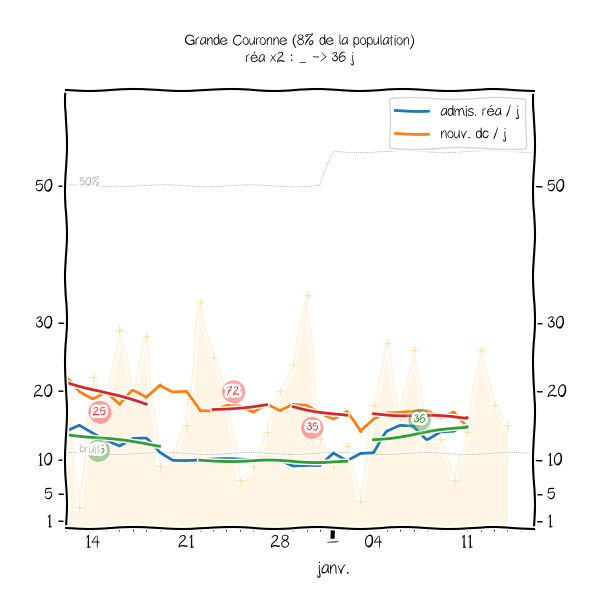 Grande Couronne (8% de la population)
réa x2 : _ -> 36 j
admis. réa / j
nouv. dc / j
50%
50 50
30 30
20 20
10 10
5 5
1 1
72
25
35
36
bruit
14 21 28 _ 04 11
janv.